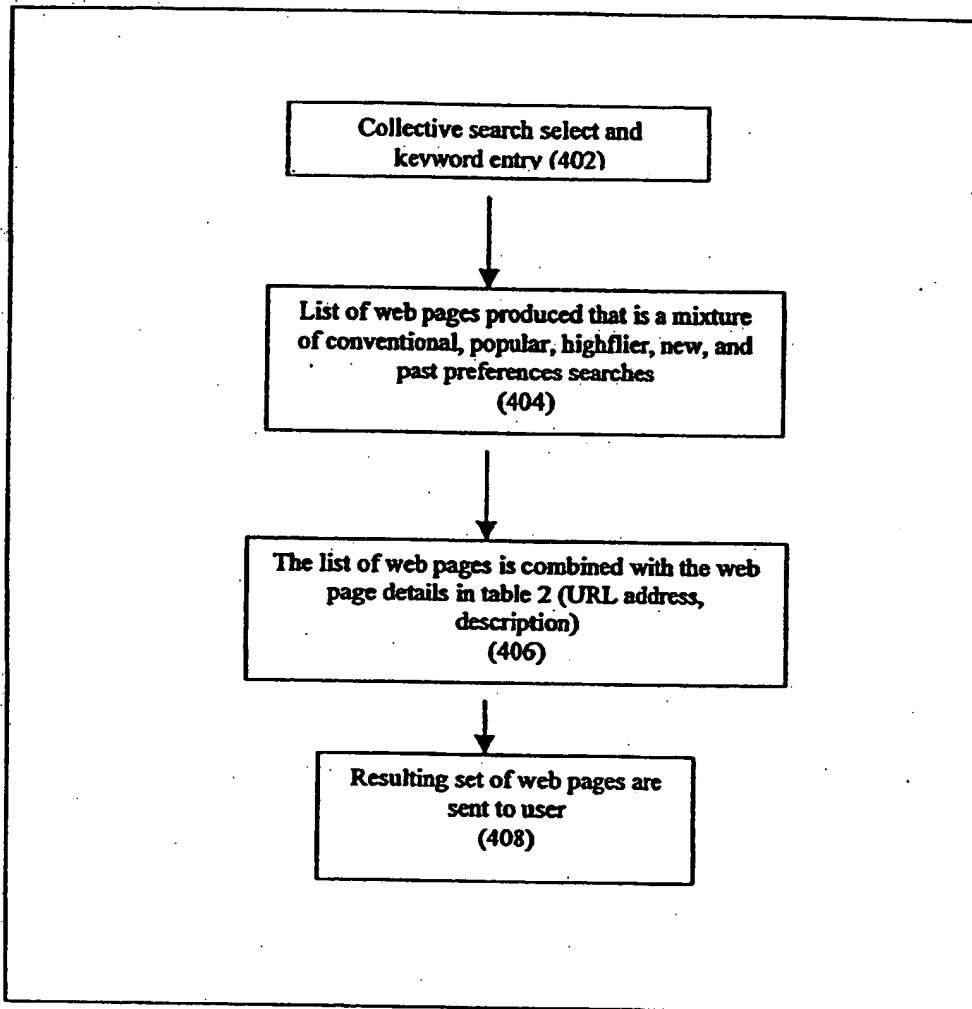 Collective search select and
keyword entry (402)
List of web pages produced that is a mixture
of conventional, popular, highflier, new, and
past preferences searches
(404)
The list of web pages is combined with the web
page details in table 2 (URL address,
description)
(406)
Resulting set of web pages are
sent to user
(408)